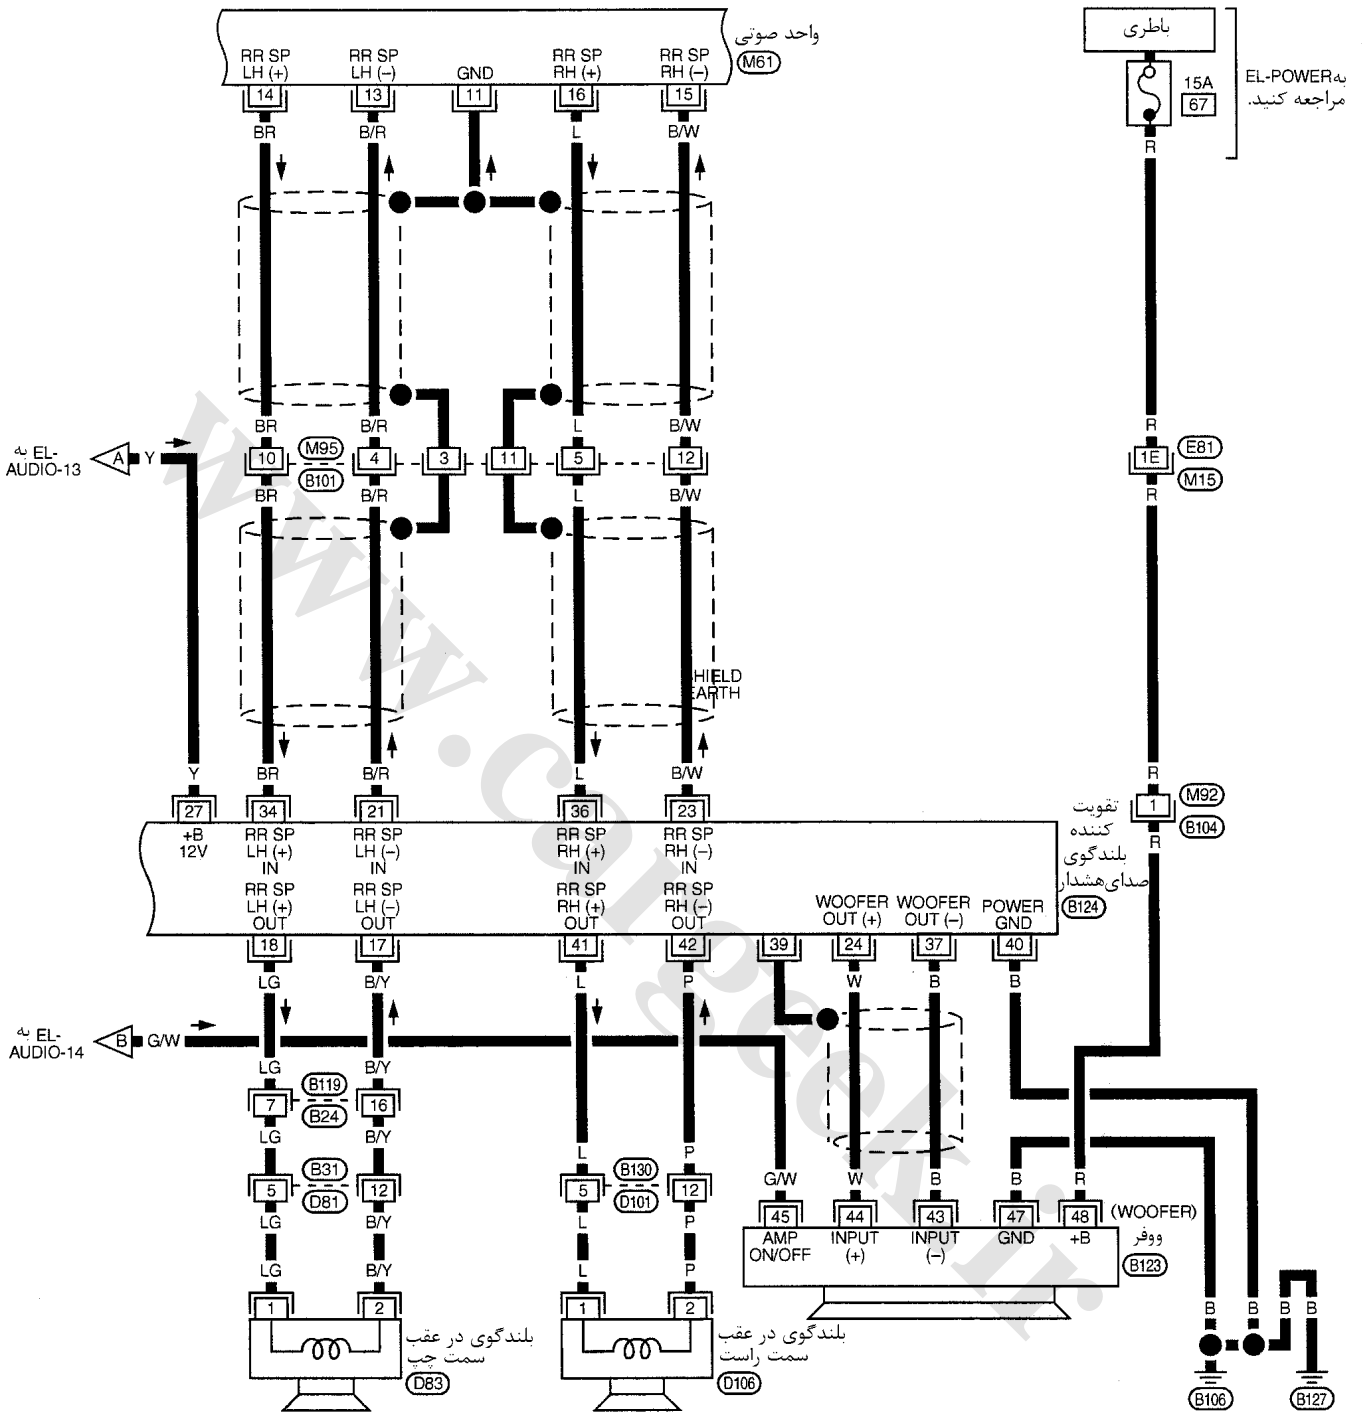 واحد صوتی
M61
RR SP LH (+)
RR SP LH (–)
GND
RR SP RH (+)
RR SP RH (–)
14 13 11 16 15
BR B/R L B/W
باطری
15A
67
به EL-POWER
مراجعه کنید.
R
R
1E
E81
M15
R
BR B/R L B/W
به EL-
AUDIO-13
A Y
10 M95 B101 4 3 11 5 12
BR B/R L B/W
HIELD
EARTH
R
1
M92
B104
R
Y BR B/R L B/W
27 34 21 36 23
+B 12V
RR SP LH (+) IN
RR SP LH (–) IN
RR SP RH (+) IN
RR SP RH (–) IN
تقویت
کننده
بلندگوی
صدای هشدار
B124
RR SP LH (+) OUT
RR SP LH (–) OUT
RR SP RH (+) OUT
RR SP RH (–) OUT
WOOFER OUT (+)
WOOFER OUT (–)
POWER GND
18 17 41 42 39 24 37 40
LG B/Y L P W B B
به EL-
AUDIO-14
B G/W
LG B/Y
7 B119 B24 16
LG B/Y L P
5 B31 D81 12
5 B130 D101 12
LG B/Y L P
LG B/Y L P
G/W W B B R
45 44 43 47 48
AMP ON/OFF
INPUT (+)
INPUT (–)
GND
+B
(WOOFER)
ووفر
B123
1 2 1 2
بلندگوی در عقب
سمت چپ
D83
بلندگوی در عقب
سمت راست
D106
B B B B
B106 B127
www.cargeek.ir